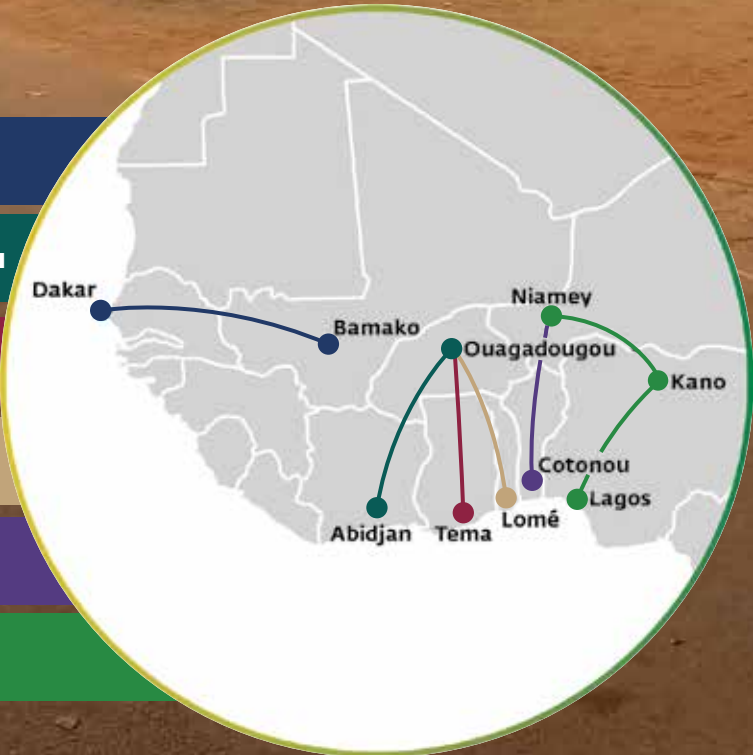 Dakar
Niamey
Bamako
Ouagadougou
Kano
Cotonou
Lagos
Lomé
Abidjan
Tema